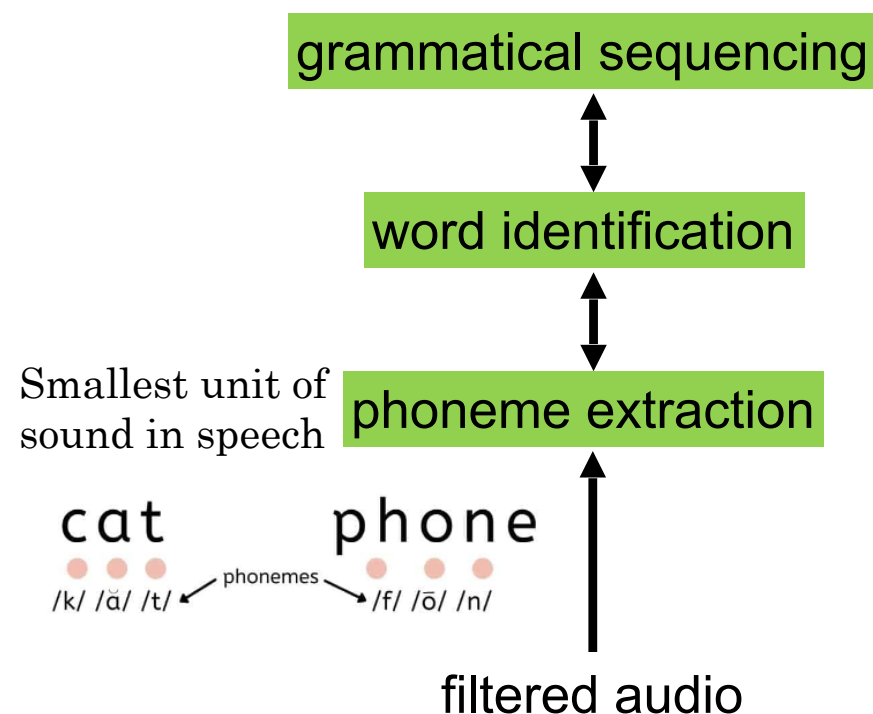 grammatical sequencing
word identification
Smallest unit of
sound in speech
phoneme extraction
cat
phone
phonemes
/k/ /ă/ /t/
/f/ /ō/ /n/
filtered audio